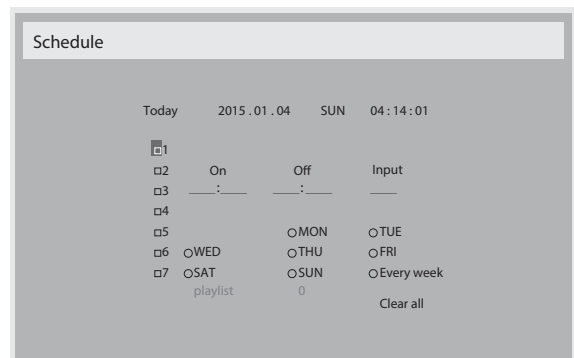 Schedule
Today 2015 . 01 . 04 SUN 04 : 14 : 01
1
2 On Off Input
3 ___:____ ____:____ ____
4
5 MON TUE
6 WED THU FRI
7 SAT SUN Every week
playlist 0
Clear all